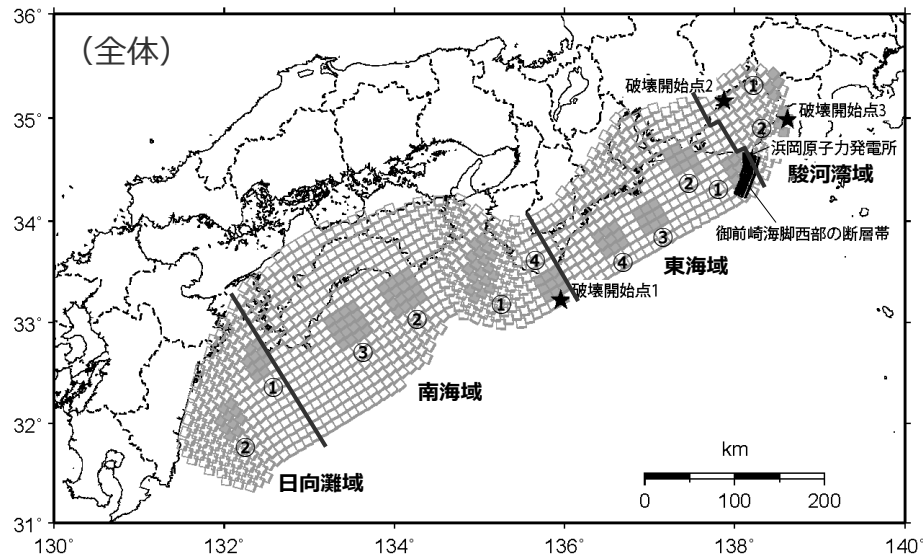 36°
35°
34°
33°
32°
31°
（全体）
破壊開始点2
①
破壊開始点3
②
浜岡原子力発電所
駿河湾域
②
①
御前崎海脚西部の断層帯
③
④
東海域
④
破壊開始点1
①
②
③
南海域
①
②
日向灘域
km
0 100 200
130 132 134 136 138 140°